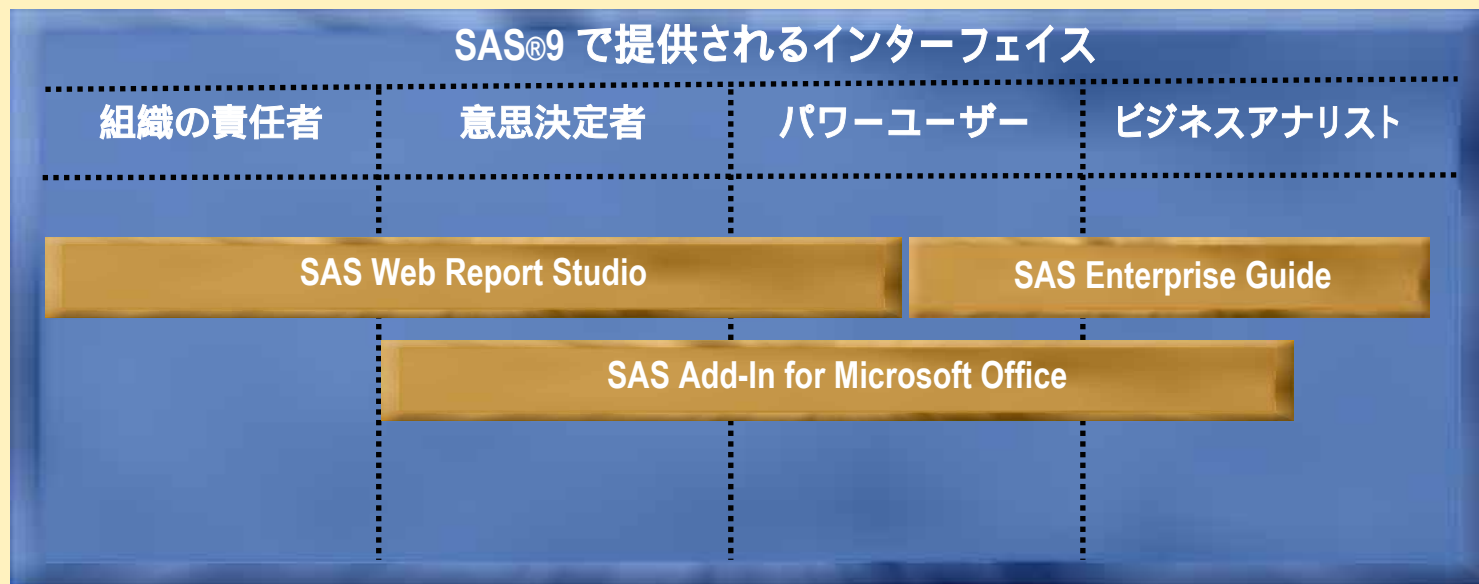 SAS®9 で提供されるインターフェイス
組織の責任者
意思決定者
パワーユーザー
ビジネスアナリスト
SAS Web Report Studio
SAS Enterprise Guide
SAS Add-In for Microsoft Office